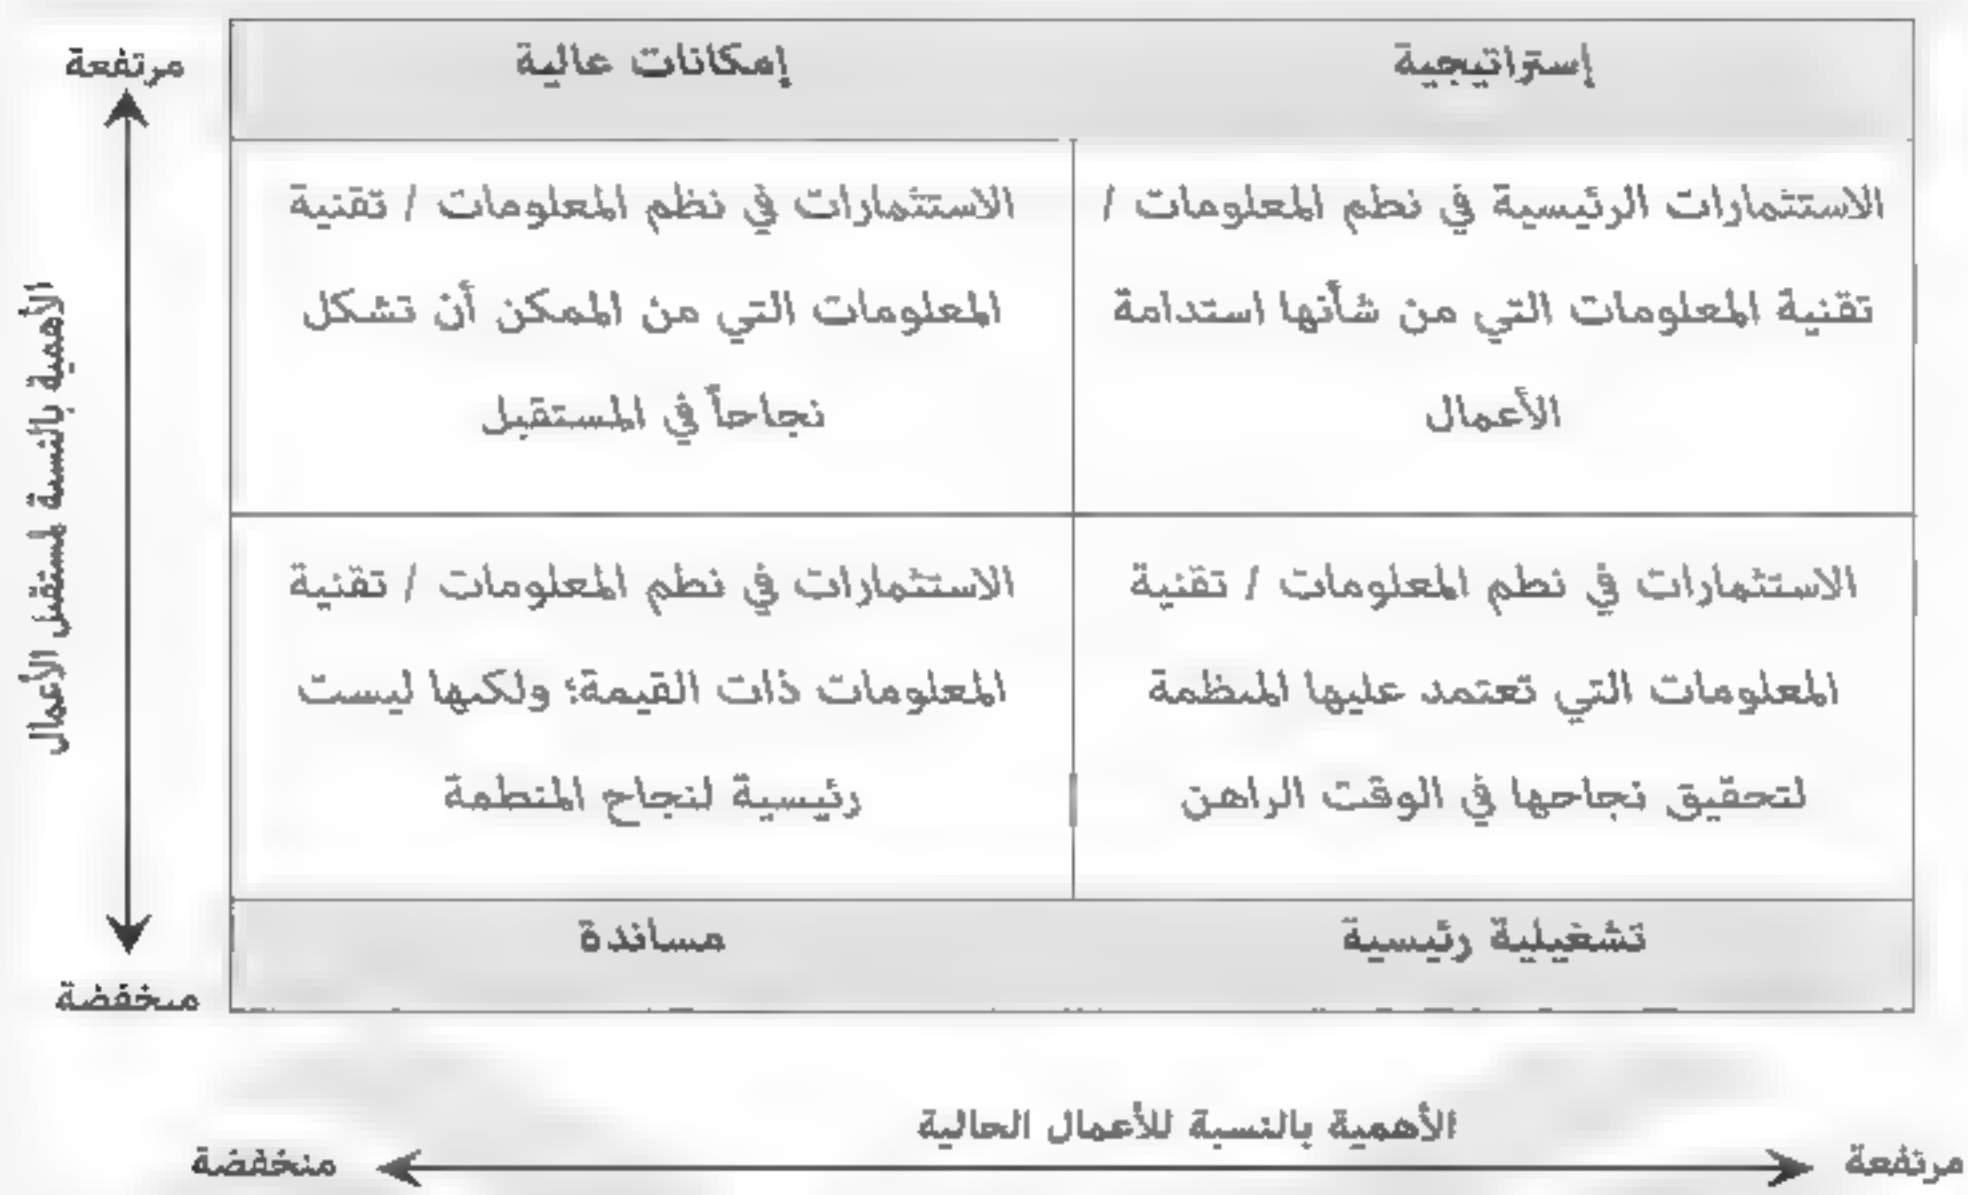 مرتفعة
إستراتيجية
إمكانات عالية
الاستثمارات الرئيسية في نظم المعلومات /
تقنية المعلومات التي من شأنها استدامة
الأعمال
الاستثمارات في نظم المعلومات / تقنية
المعلومات التي من الممكن أن تشكل
نجاحاً في المستقبل
الأهمية بالنسبة لمستقبل الأعمال
الاستثمارات في نظم المعلومات / تقنية
المعلومات التي تعتمد عليها المنظمة
لتحقيق نجاحها في الوقت الراهن
الاستثمارات في نظم المعلومات / تقنية
المعلومات ذات القيمة؛ ولكنها ليست
رئيسية لنجاح المنظمة
تشغيلية رئيسية
مساندة
منخفضة
الأهمية بالنسبة للأعمال الحالية
مرتفعة
منخفضة